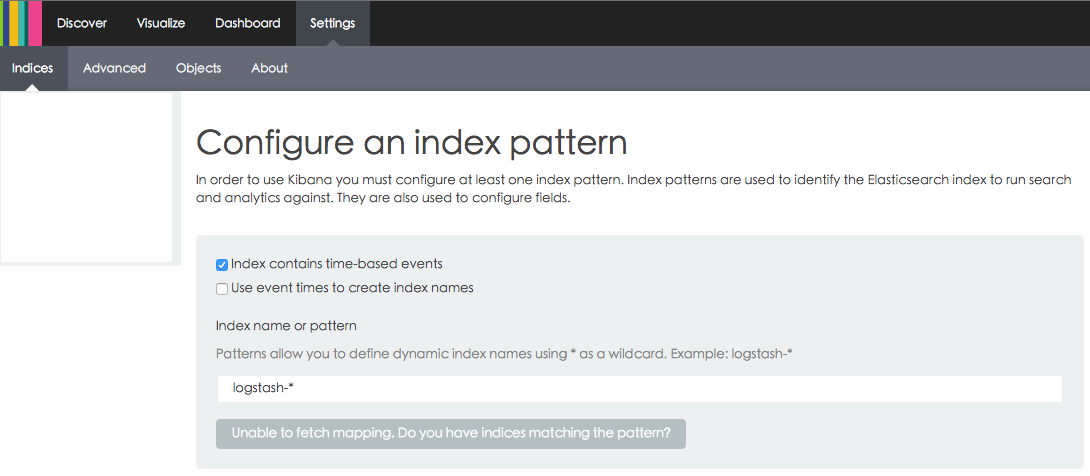 Discover Visualize Dashboard Settings
Indices Advanced Objects About
Configure an index pattern
In order to use Kibana you must configure at least one index pattern. Index patterns are used to identify the Elasticsearch index to run search
and analytics against. They are also used to configure fields.
Index contains time-based events
Use event times to create index names
Index name or pattern
Patterns allow you to define dynamic index names using * as a wildcard. Example: logstash-*
logstash-*
Unable to fetch mapping. Do you have indices matching the pattern?